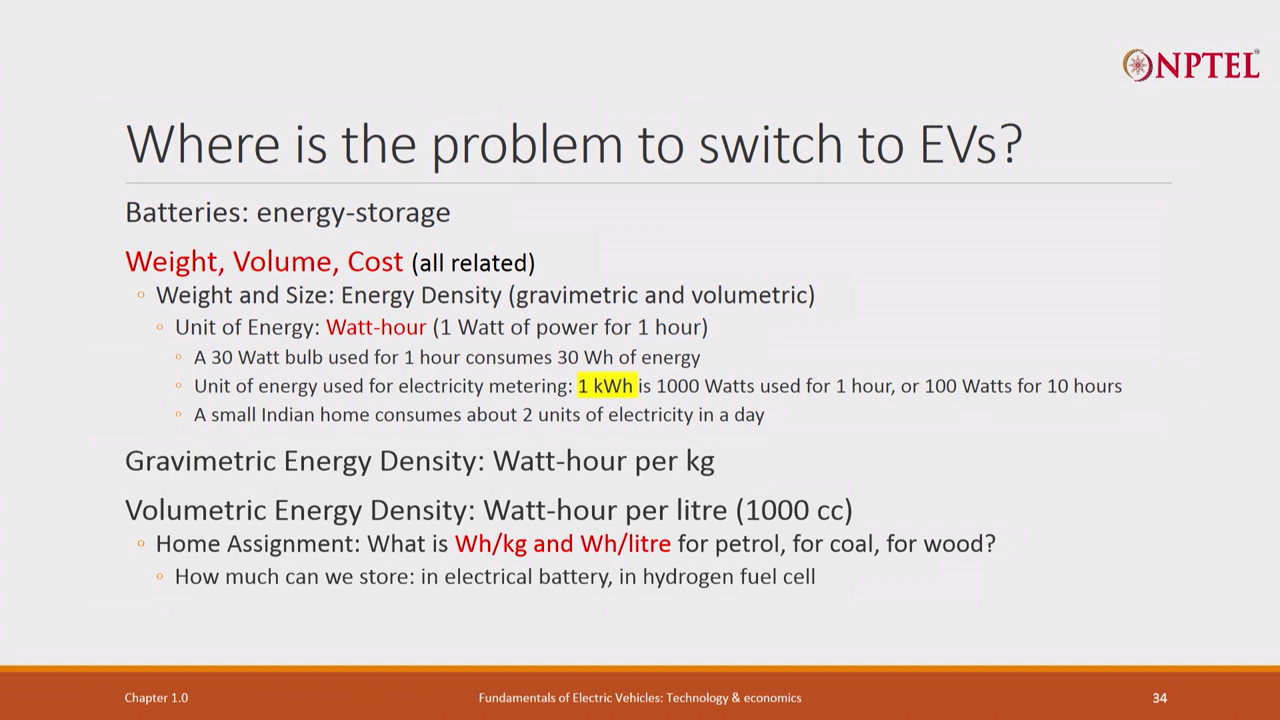 NPTEL
Where is the problem to switch to EVs?
Batteries: energy-storage
Weight, Volume, Cost (all related)
◦ Weight and Size: Energy Density (gravimetric and volumetric)
◦ Unit of Energy: Watt-hour (1 Watt of power for 1 hour)
◦ A 30 Watt bulb used for 1 hour consumes 30 Wh of energy
◦ Unit of energy used for electricity metering: 1 kWh is 1000 Watts used for 1 hour, or 100 Watts for 10 hours
◦ A small Indian home consumes about 2 units of electricity in a day
Gravimetric Energy Density: Watt-hour per kg
Volumetric Energy Density: Watt-hour per litre (1000 cc)
◦ Home Assignment: What is Wh/kg and Wh/litre for petrol, for coal, for wood?
◦ How much can we store: in electrical battery, in hydrogen fuel cell
Chapter 1.0
Fundamentals of Electric Vehicles: Technology & economics
34